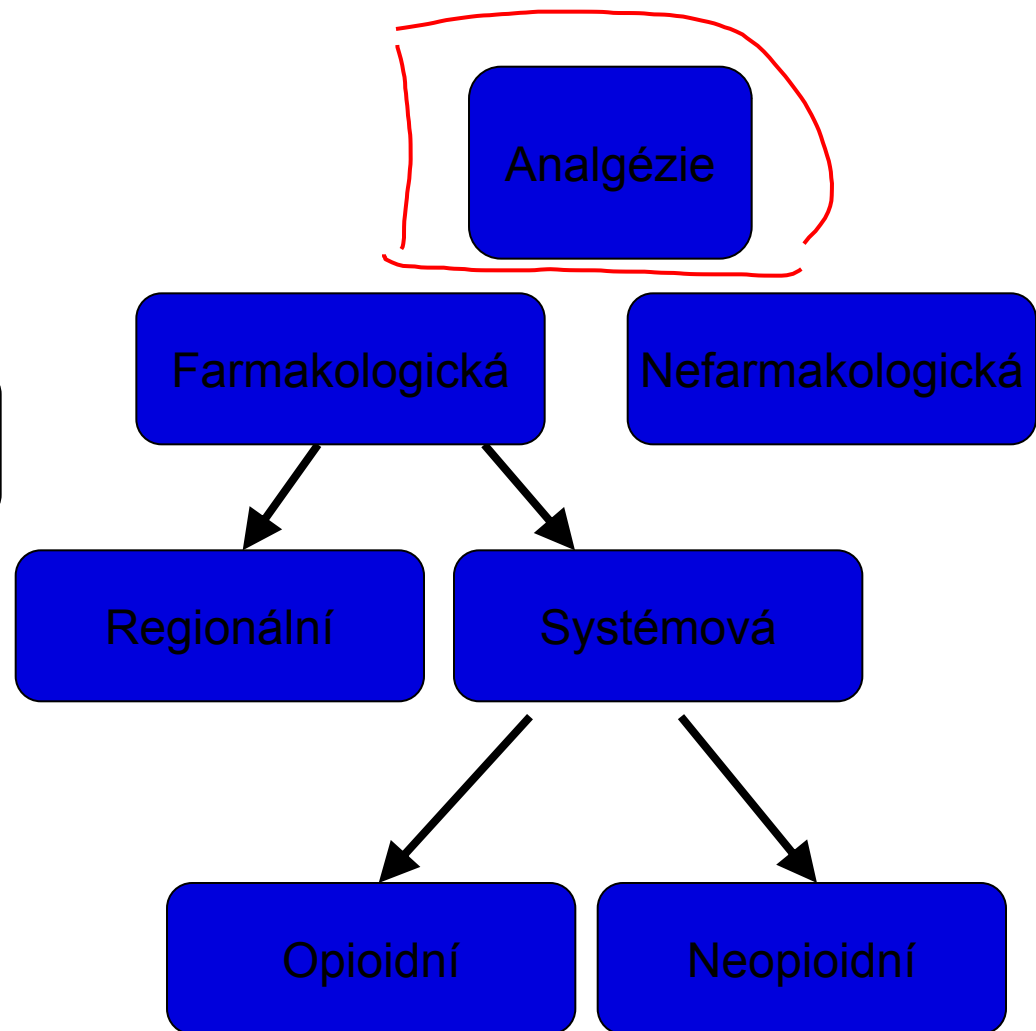 Analgézie
Farmakologická
Nefarmakologická
Regionální
Systémová
Opioidní
Neopioidní